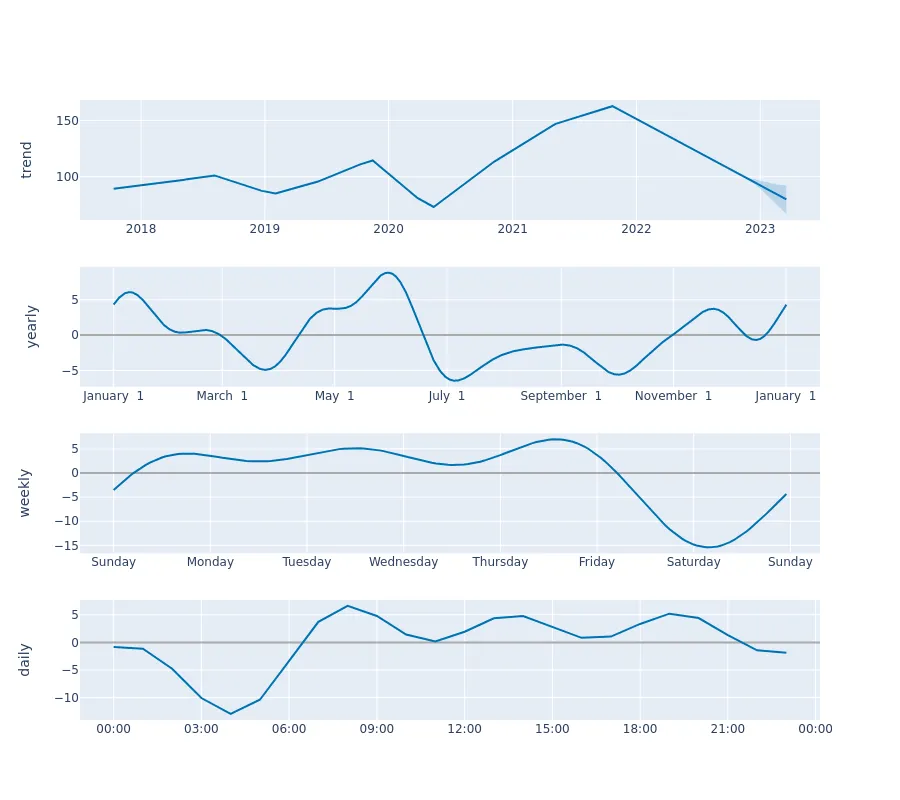 trend
150
100
2018 2019 2020 2021 2022 2023
yearly
5
0
−5
January 1 March 1 May 1 July 1 September 1 November 1 January 1
weekly
5
0
−5
−10
−15
Sunday Monday Tuesday Wednesday Thursday Friday Saturday Sunday
daily
5
0
−5
−10
00:00 03:00 06:00 09:00 12:00 15:00 18:00 21:00 00:00